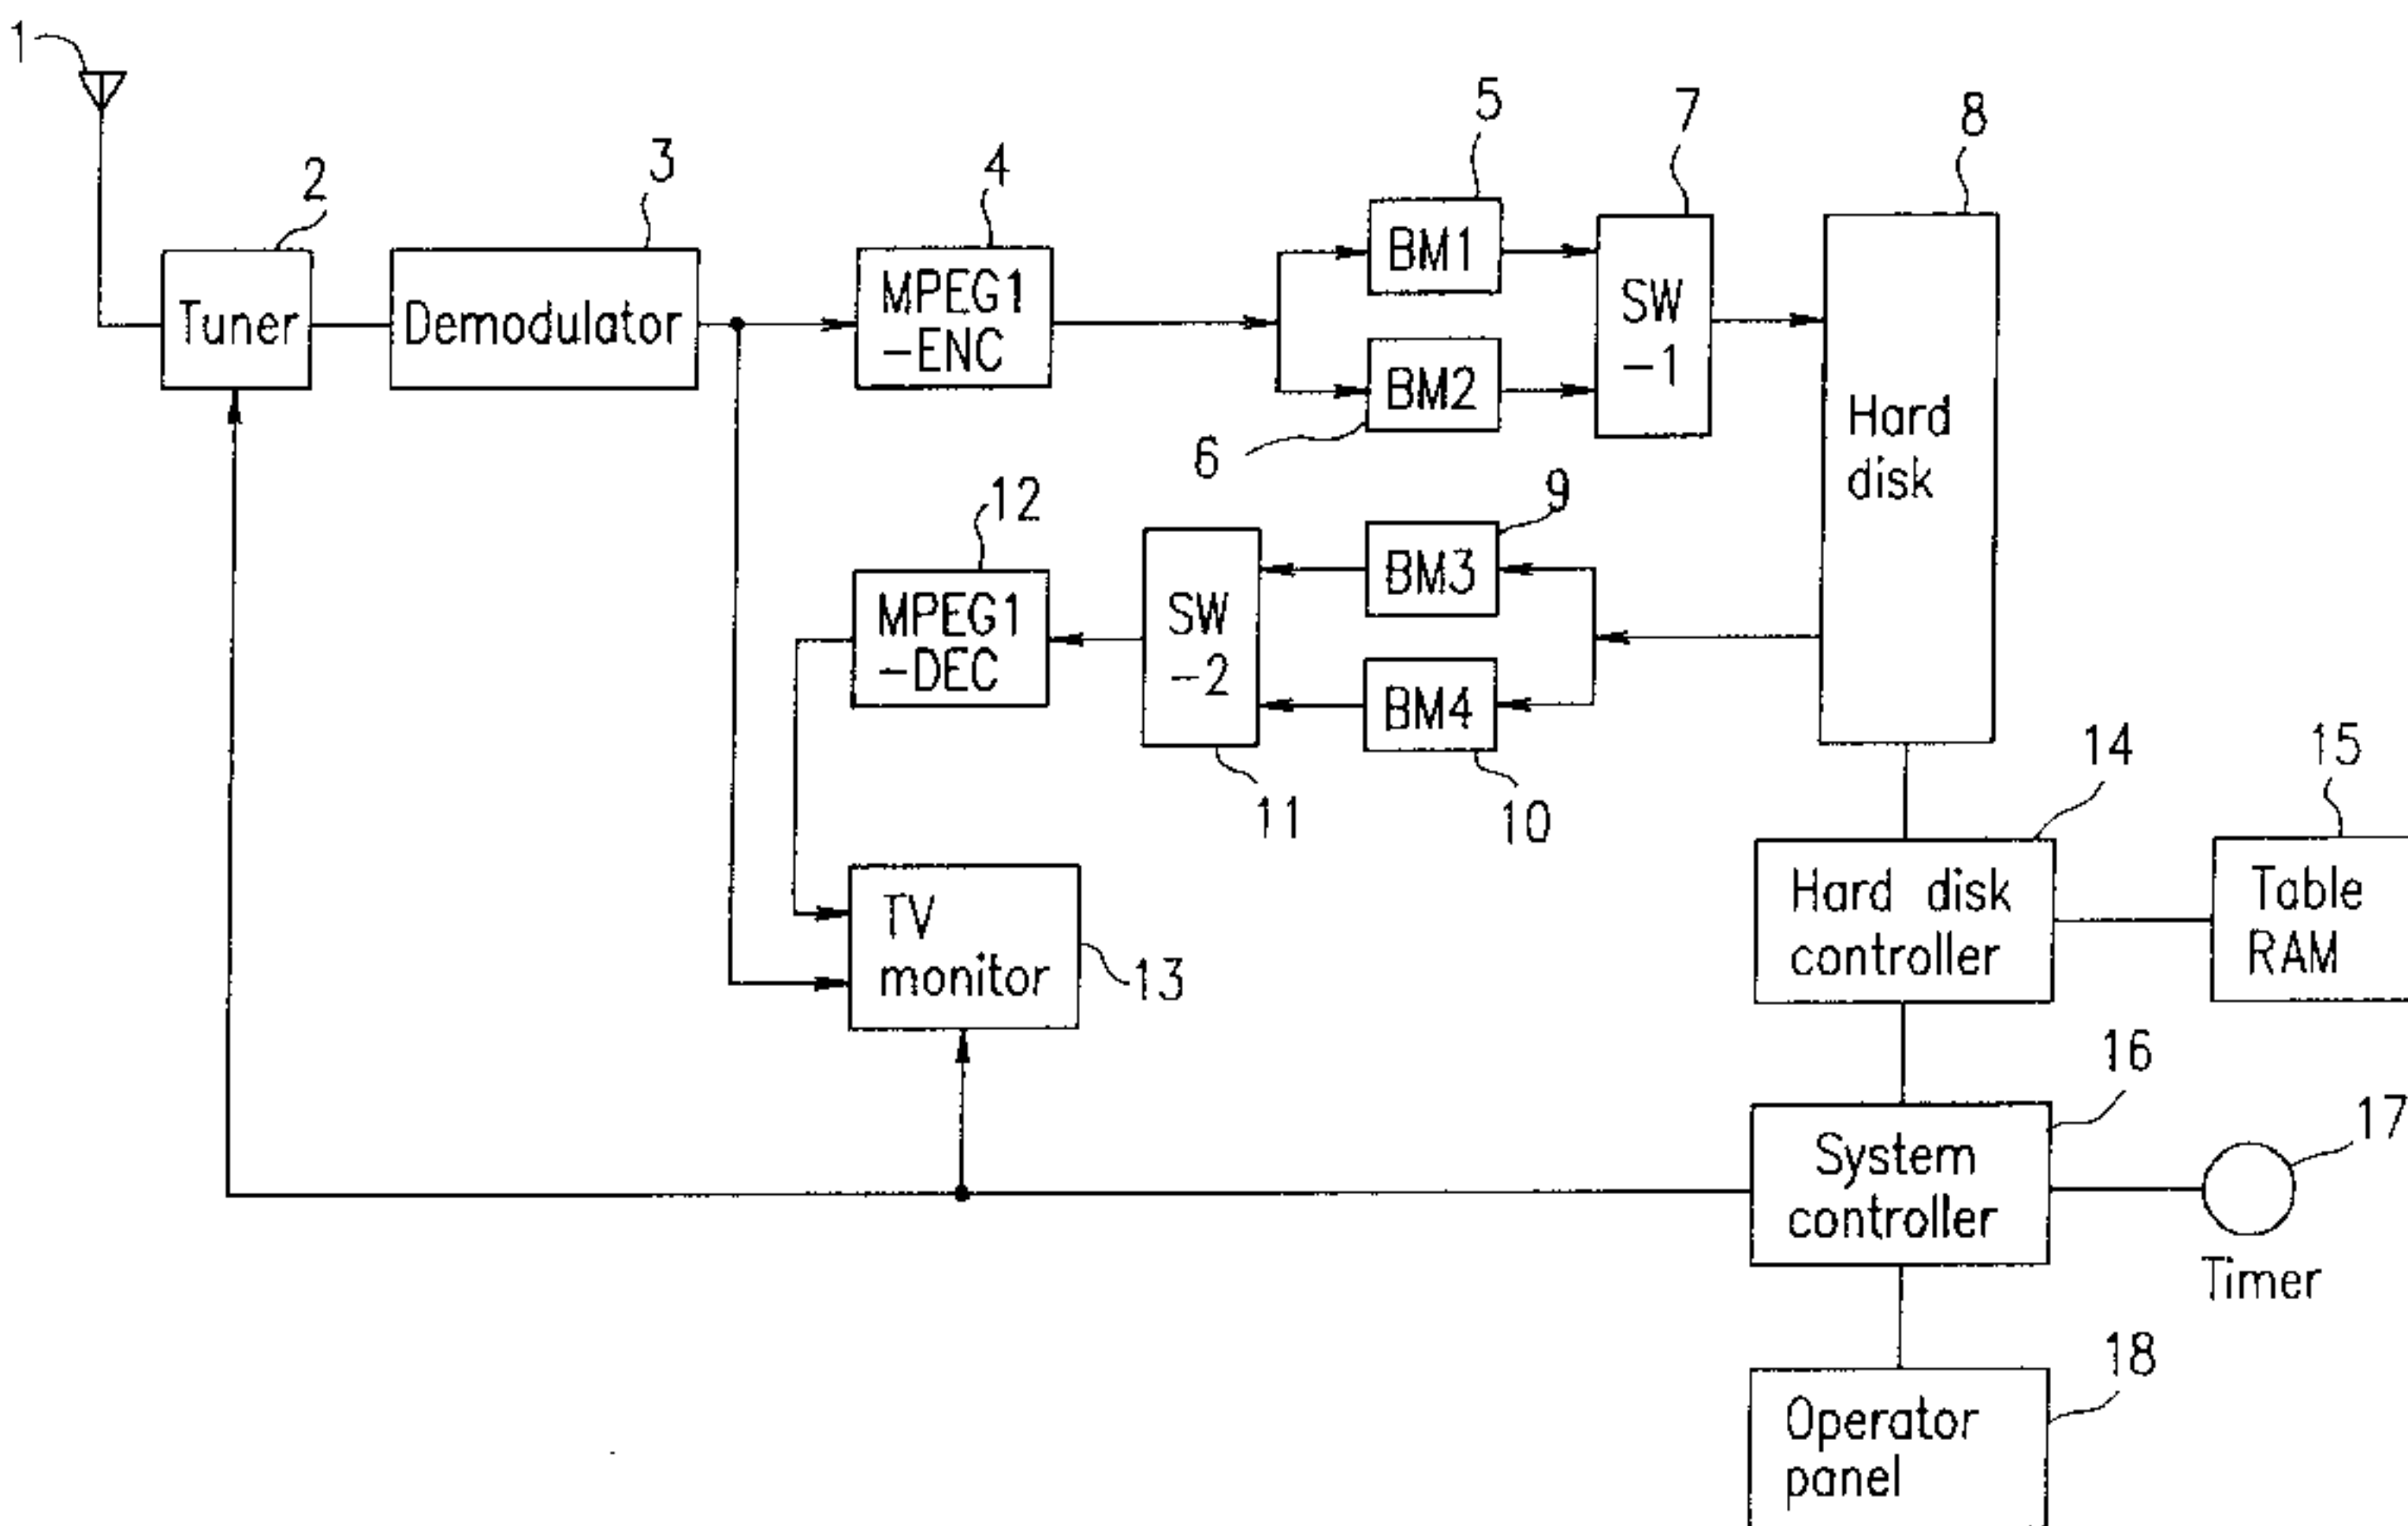 1
2
3
4
5
7
8
Tuner
Demodulator
MPEG1
-ENC
BM1
BM2
SW
-1
Hard
disk
6
12
9
MPEG1
-DEC
SW
-2
BM3
BM4
11
10
14
15
TV
monitor
13
Hard disk
controller
Table
RAM
16
17
System
controller
Timer
18
Operator
panel